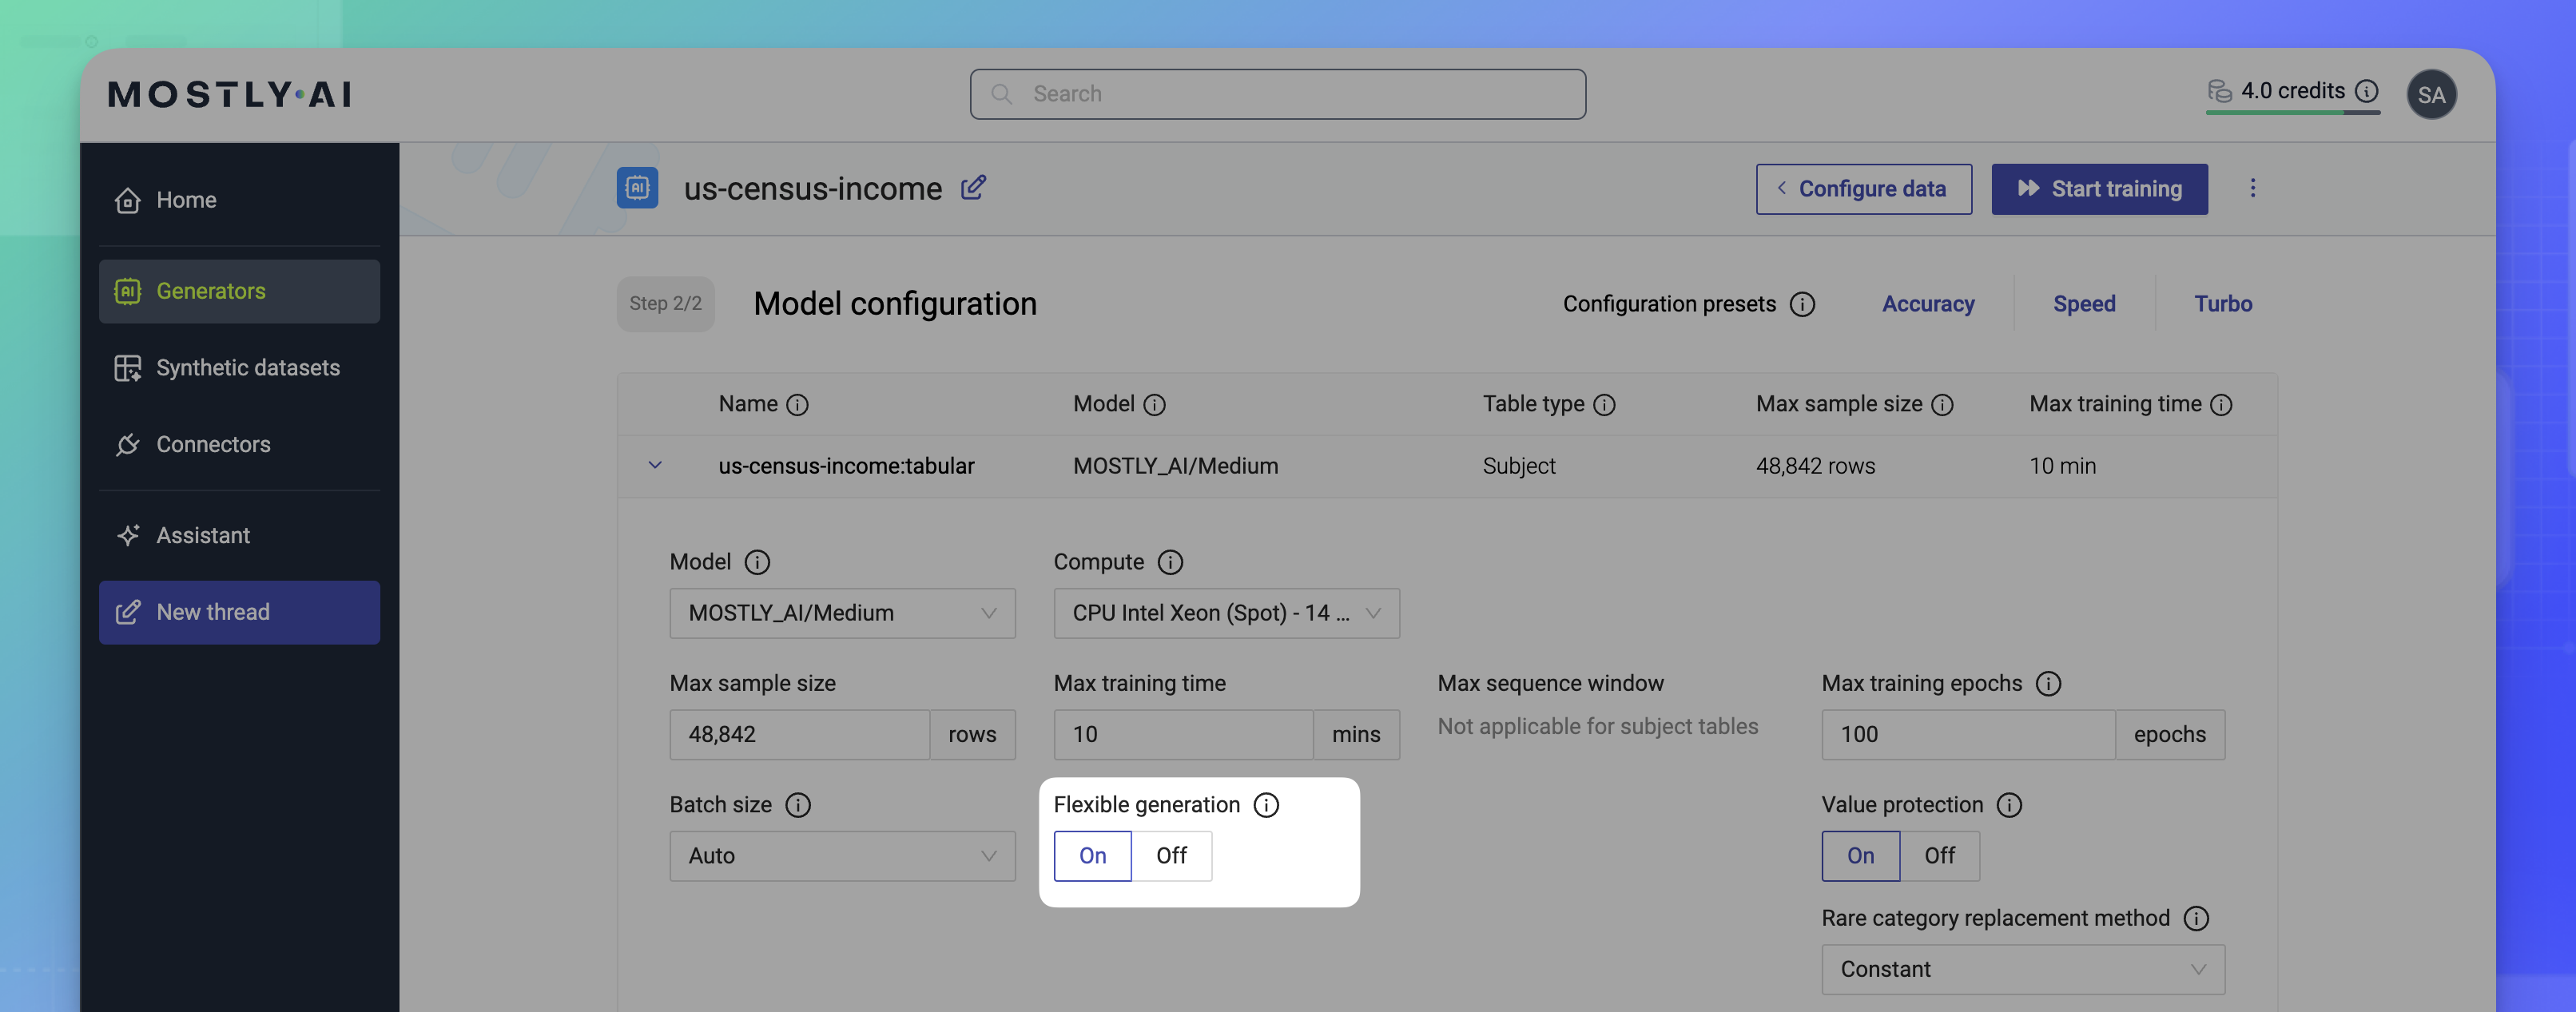 MOSTLY·AI
Search
4.0 credits
SA
Home
Generators
Synthetic datasets
Connectors
Assistant
New thread
AI
us-census-income
Configure data
Start training
Step 2/2
Model configuration
Configuration presets
Accuracy
Speed
Turbo
Name
Model
Table type
Max sample size
Max training time
us-census-income:tabular
MOSTLY_AI/Medium
Subject
48,842 rows
10 min
Model
Compute
MOSTLY_AI/Medium
CPU Intel Xeon (Spot) - 14 ...
Max sample size
Max training time
Max sequence window
Max training epochs
48,842
rows
10
mins
Not applicable for subject tables
100
epochs
Batch size
Flexible generation
Value protection
Auto
On
Off
On
Off
Rare category replacement method
Constant